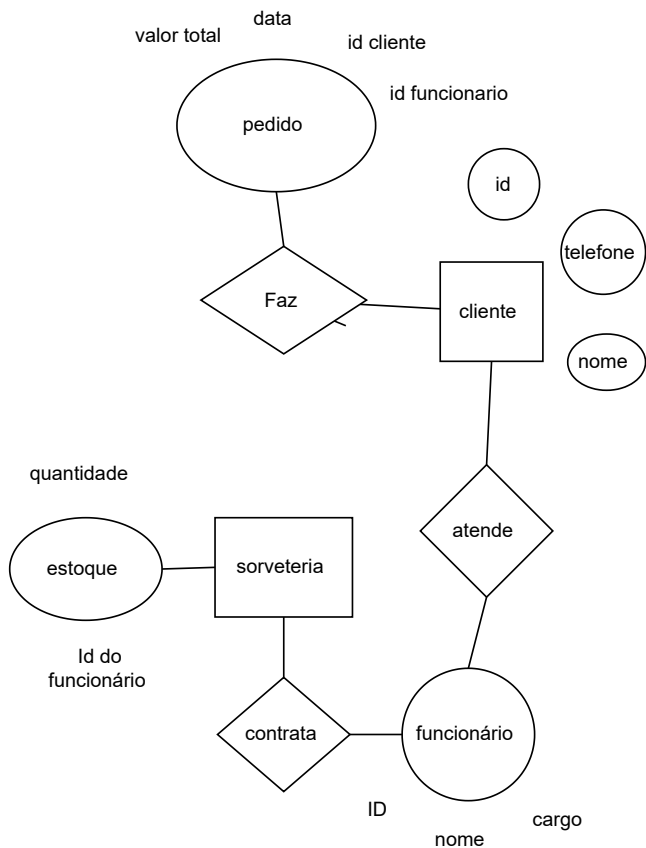 data
valor total
id cliente
id funcionario
pedido
id
telefone
Faz
cliente
nome
quantidade
atende
estoque
sorveteria
Id do
funcionário
contrata
funcionário
ID
cargo
nome